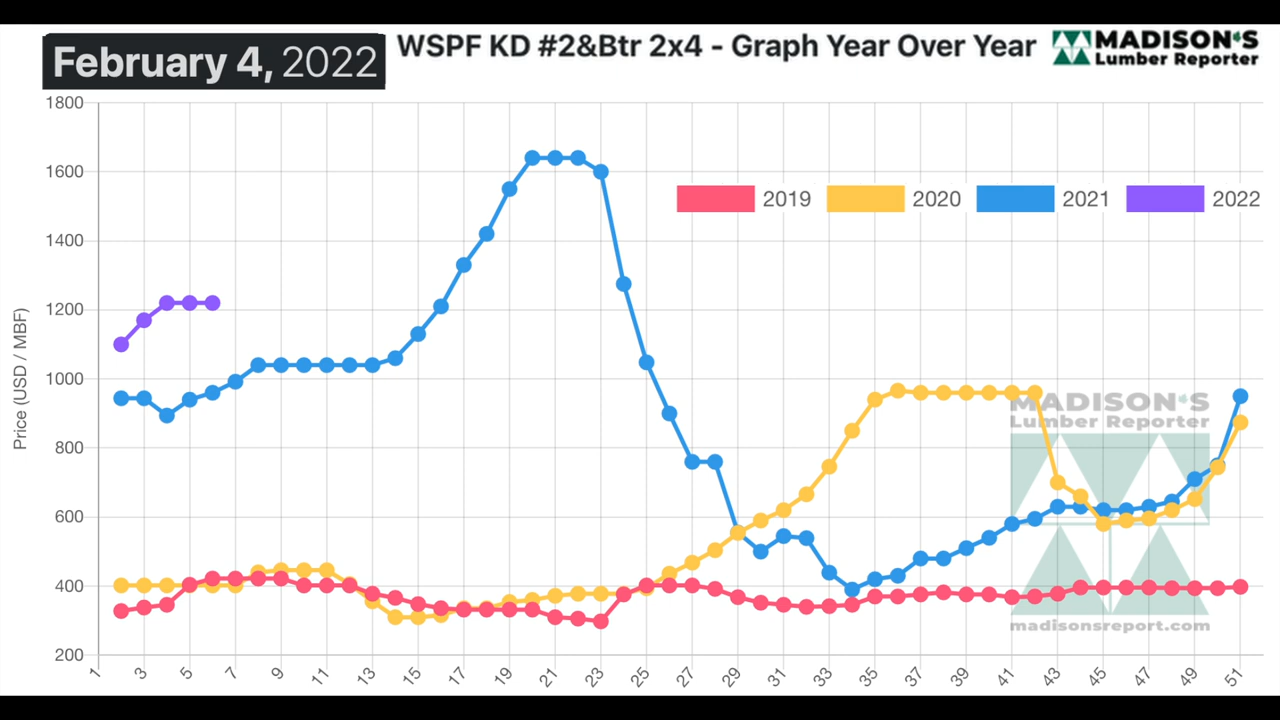 February 4, 2022
WSPF KD #2&Btr 2x4 - Graph Year Over Year
MADISON'S
Lumber Reporter
2019 2020 2021 2022
Price (USD / MBF)
1800
1600
1400
1200
1000
800
600
400
200
1 3 5 7 9 11 13 15 17 19 21 23 25 27 29 31 33 35 37 39 41 43 45 47 49 51
MADISON'S
Lumber Reporter
madisonsreport.com